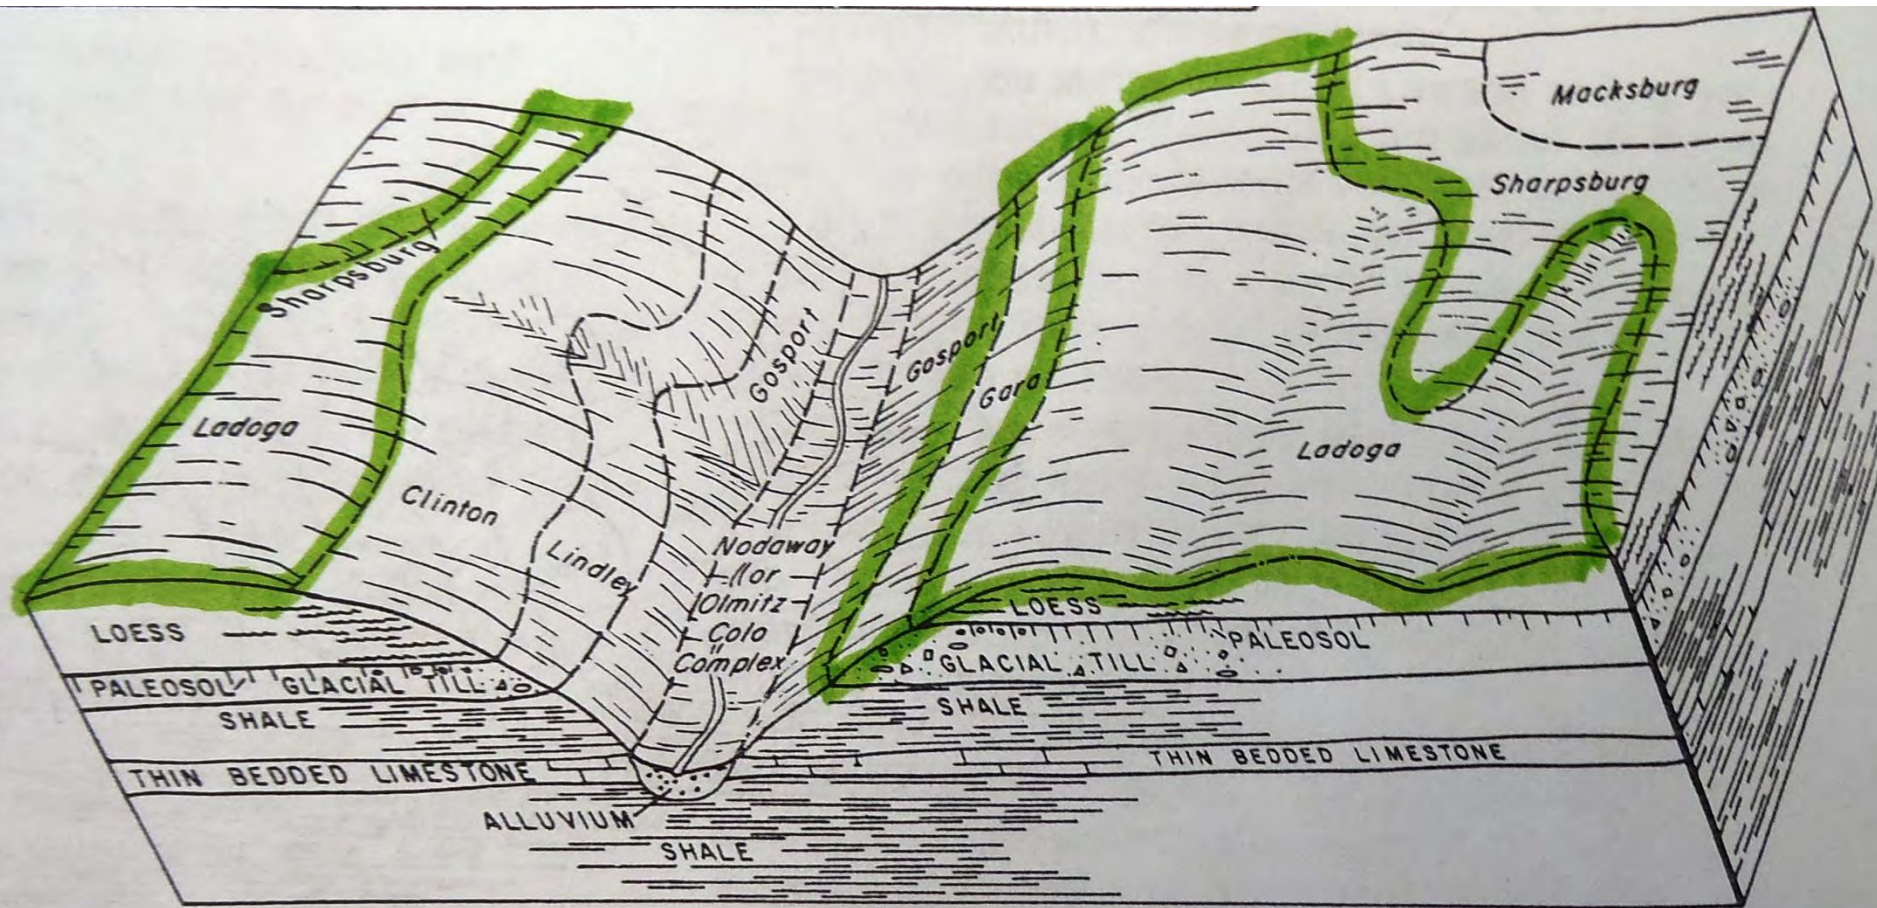 Macksburg
Sharpsburg
Sharpsburg
Gosport
Gosport
Gara
Ladoga
Ladoga
Clinton
Lindley
Nodaway
or
Olmitz
Colo
Complex
LOESS
LOESS
PALEOSOL
GLACIAL TILL
PALEOSOL
GLACIAL TILL
SHALE
SHALE
THIN BEDDED LIMESTONE
THIN BEDDED LIMESTONE
ALLUVIUM
SHALE